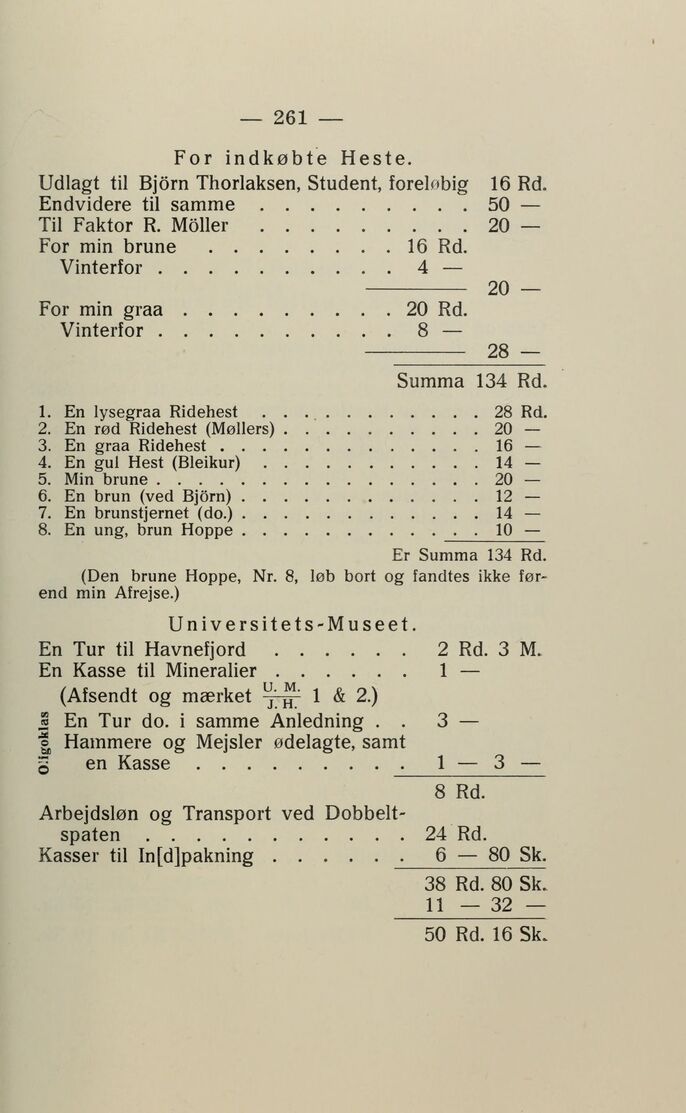 — 261 —
For indkøbte Heste.
Udlagt til Björn Thorlaksen, Student, foreløbig 16 Rd.
Endvidere til samme . . . . . . . . . 50 —
Til Faktor R. Möller . . . . . . . . . 20 —
For min brune . . . . . . . . 16 Rd.
Vinterfor . . . . . . . . . . 4 —
20 —
For min graa . . . . . . . . . 20 Rd.
Vinterfor . . . . . . . . . . 8 —
28 —
Summa 134 Rd.
1. En lysegraa Ridehest . . . . . . . . . . . 28 Rd.
2. En rød Ridehest (Møllers) . . . . . . . . . . 20 —
3. En graa Ridehest . . . . . . . . . . . . . 16 —
4. En gul Hest (Bleikur) . . . . . . . . . . . 14 —
5. Min brune . . . . . . . . . . . . . . . 20 —
6. En brun (ved Björn) . . . . . . . . . . . . 12 —
7. En brunstjernet (do.) . . . . . . . . . . . . 14 —
8. En ung, brun Hoppe . . . . . . . . . . . . 10 —
Er Summa 134 Rd.
(Den brune Hoppe, Nr. 8, løb bort og fandtes ikke før-
end min Afrejse.)
Universitets-Museet.
En Tur til Havnefjord . . . . . . 2 Rd. 3 M.
En Kasse til Mineralier . . . . . . 1 —
(Afsendt og mærket U. M. / J. H. 1 & 2.)
Oligoklas
En Tur do. i samme Anledning . . 3 —
Hammere og Mejsler ødelagte, samt
en Kasse . . . . . . . . . 1 — 3 —
8 Rd.
Arbejdsløn og Transport ved Dobbelt-
spaten . . . . . . . . . . . 24 Rd.
Kasser til In[d]pakning . . . . . . 6 — 80 Sk.
38 Rd. 80 Sk.
11 — 32 —
50 Rd. 16 Sk.